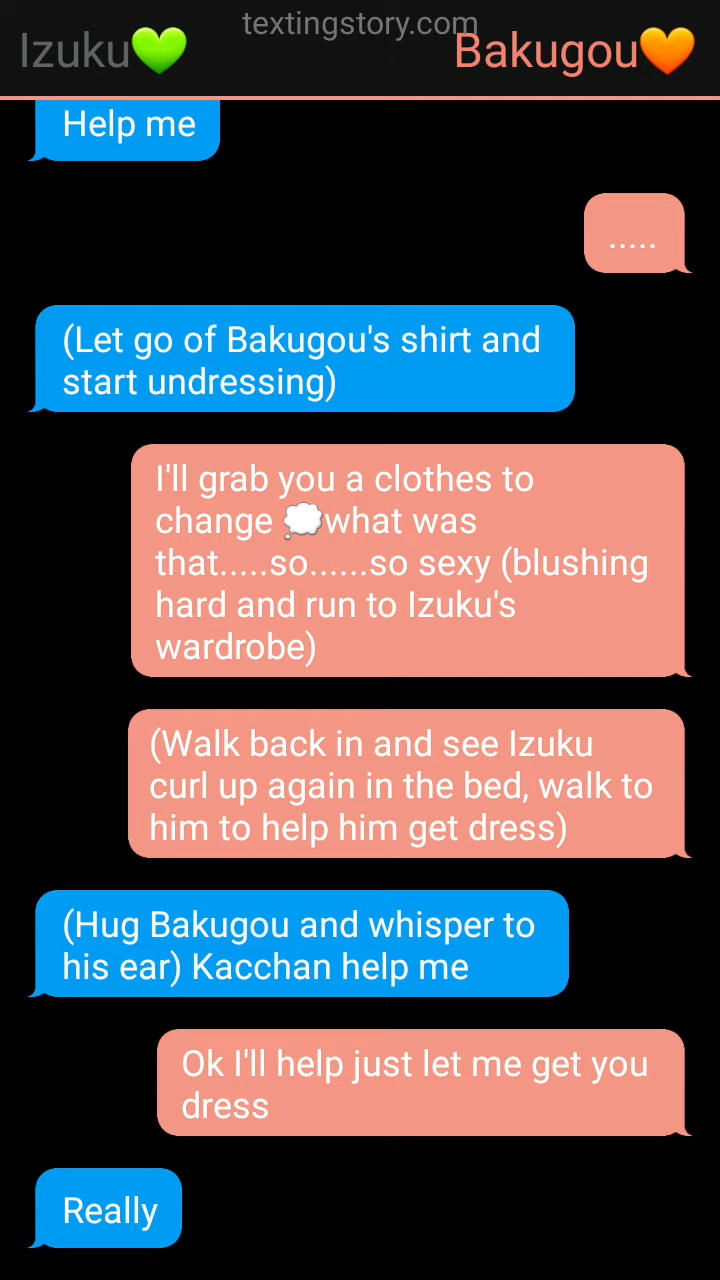 textingstory.com
Izuku💚
Bakugou🧡
Help me
.....
(Let go of Bakugou's shirt and
start undressing)
I'll grab you a clothes to
change 💭what was
that.....so......so sexy (blushing
hard and run to Izuku's
wardrobe)
(Walk back in and see Izuku
curl up again in the bed, walk to
him to help him get dress)
(Hug Bakugou and whisper to
his ear) Kacchan help me
Ok I'll help just let me get you
dress
Really